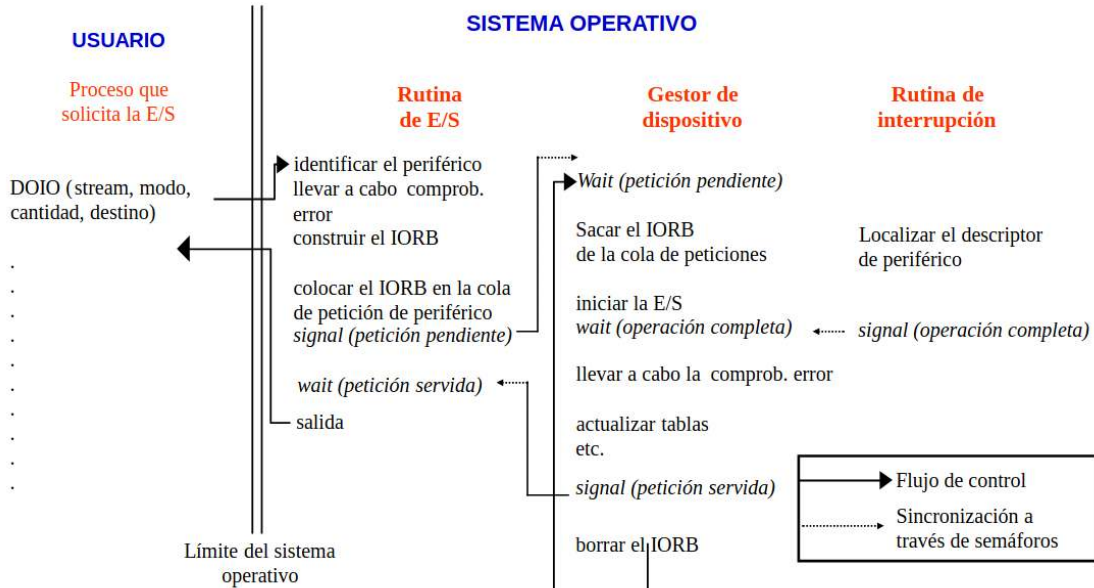 USUARIO
SISTEMA OPERATIVO
Proceso que
solicita la E/S
Rutina
de E/S
Gestor de
dispositivo
Rutina de
interrupción
DOIO (stream, modo,
cantidad, destino)
.
.
.
.
.
.
.
.
.
.
identificar el periférico
llevar a cabo comprob.
error
construir el IORB
colocar el IORB en la cola
de petición de periférico
signal (petición pendiente)
wait (petición servida)
salida
Wait (petición pendiente)
Sacar el IORB
de la cola de peticiones
iniciar la E/S
wait (operación completa)
llevar a cabo la comprob. error
actualizar tablas
etc.
signal (petición servida)
borrar el IORB
Localizar el descriptor
de periférico
signal (operación completa)
Flujo de control
Sincronización a
través de semáforos
Límite del sistema
operativo